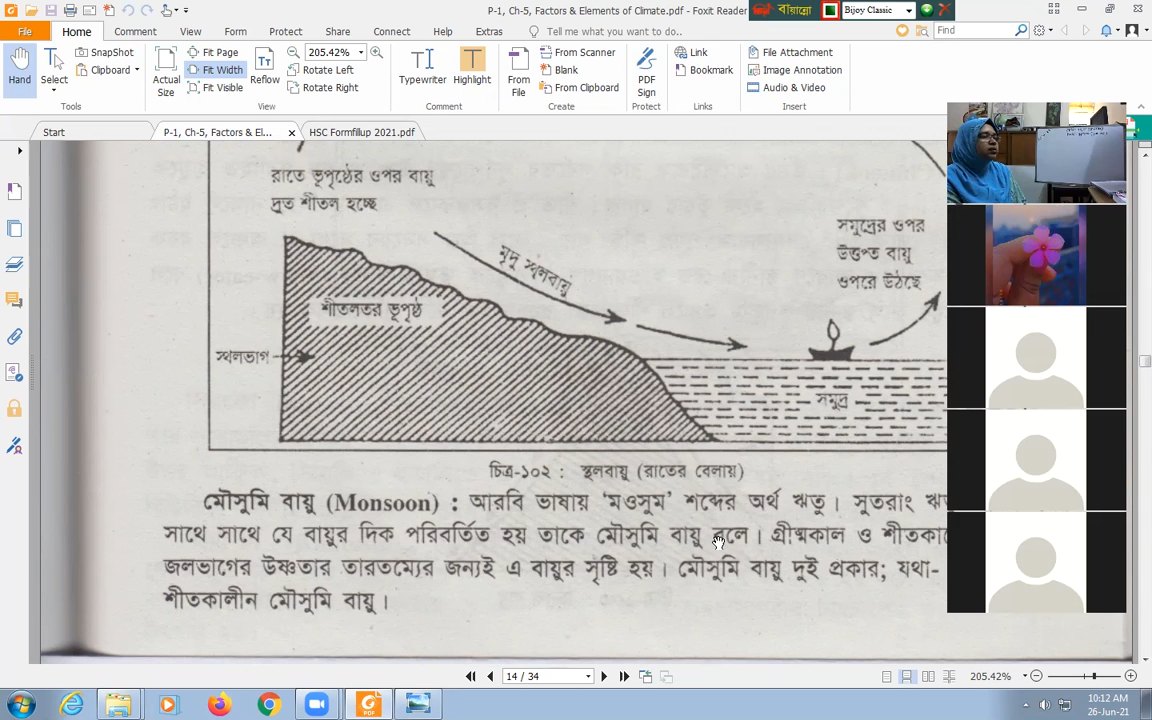 P-1, Ch-5, Factors & Elements of Climate.pdf - Foxit Reader
বাঁয়ান্নো
Bijoy Classic
File Home Comment View Form Protect Share Connect Help Extras
Tell me what you want to do...
Find
Hand
Select
SnapShot
Clipboard
Tools
Actual Size
Fit Page
Fit Width
Fit Visible
Reflow
205.42%
Rotate Left
Rotate Right
View
Typewriter
Highlight
Comment
From File
From Scanner
Blank
From Clipboard
Create
PDF Sign
Protect
Link
Bookmark
Links
File Attachment
Image Annotation
Audio & Video
Insert
Start
P-1, Ch-5, Factors & El...
HSC Formfillup 2021.pdf
রাতে ভূপৃষ্ঠের ওপর বায়ু
দ্রুত শীতল হচ্ছে
সমুদ্রের ওপর
উত্তপ্ত বায়ু
ওপরে উঠছে
মৃদু স্থলবায়ু
শীতলতর ভূপৃষ্ঠ
স্থলভাগ
সমুদ্র
চিত্র-১০২ : স্থলবায়ু (রাতের বেলায়)
মৌসুমি বায়ু (Monsoon) : আরবি ভাষায় 'মওসুম' শব্দের অর্থ ঋতু। সুতরাং
সাথে সাথে যে বায়ুর দিক পরিবর্তিত হয় তাকে মৌসুমি বায়ু বলে। গ্রীষ্মকাল ও
জলভাগের উষ্ণতার তারতম্যের জন্যই এ বায়ুর সৃষ্টি হয়। মৌসুমি বায়ু দুই প্রকার; যথা-
শীতকালীন মৌসুমি বায়ু।
14 / 34
205.42%
10:12 AM
26-Jun-21